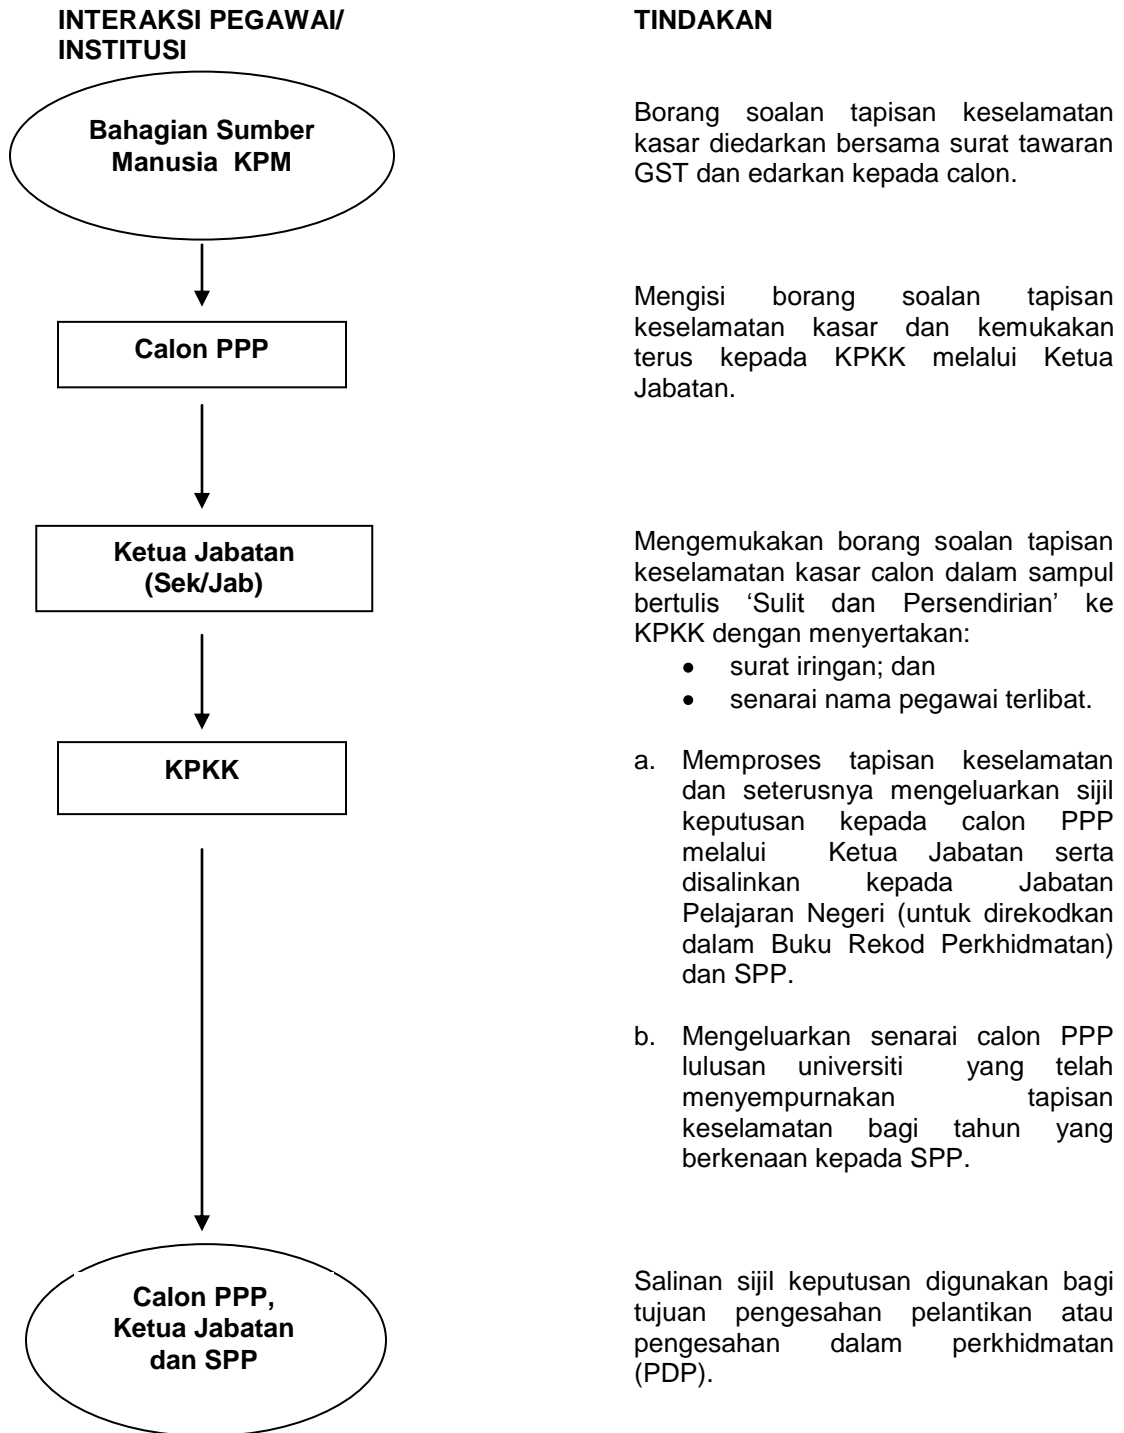 INTERAKSI PEGAWAI/
INSTITUSI
TINDAKAN
Bahagian Sumber
Manusia KPM
Borang soalan tapisan keselamatan
kasar diedarkan bersama surat tawaran
GST dan edarkan kepada calon.
Calon PPP
Mengisi borang soalan tapisan
keselamatan kasar dan kemukakan
terus kepada KPKK melalui Ketua
Jabatan.
Ketua Jabatan
(Sek/Jab)
Mengemukakan borang soalan tapisan
keselamatan kasar calon dalam sampul
bertulis ‘Sulit dan Persendirian’ ke
KPKK dengan menyertakan:
• surat iringan; dan
• senarai nama pegawai terlibat.
KPKK
a. Memproses tapisan keselamatan
dan seterusnya mengeluarkan sijil
keputusan kepada calon PPP
melalui Ketua Jabatan serta
disalinkan kepada Jabatan
Pelajaran Negeri (untuk direkodkan
dalam Buku Rekod Perkhidmatan)
dan SPP.
b. Mengeluarkan senarai calon PPP
lulusan universiti yang telah
menyempurnakan tapisan
keselamatan bagi tahun yang
berkenaan kepada SPP.
Calon PPP,
Ketua Jabatan
dan SPP
Salinan sijil keputusan digunakan bagi
tujuan pengesahan pelantikan atau
pengesahan dalam perkhidmatan
(PDP).